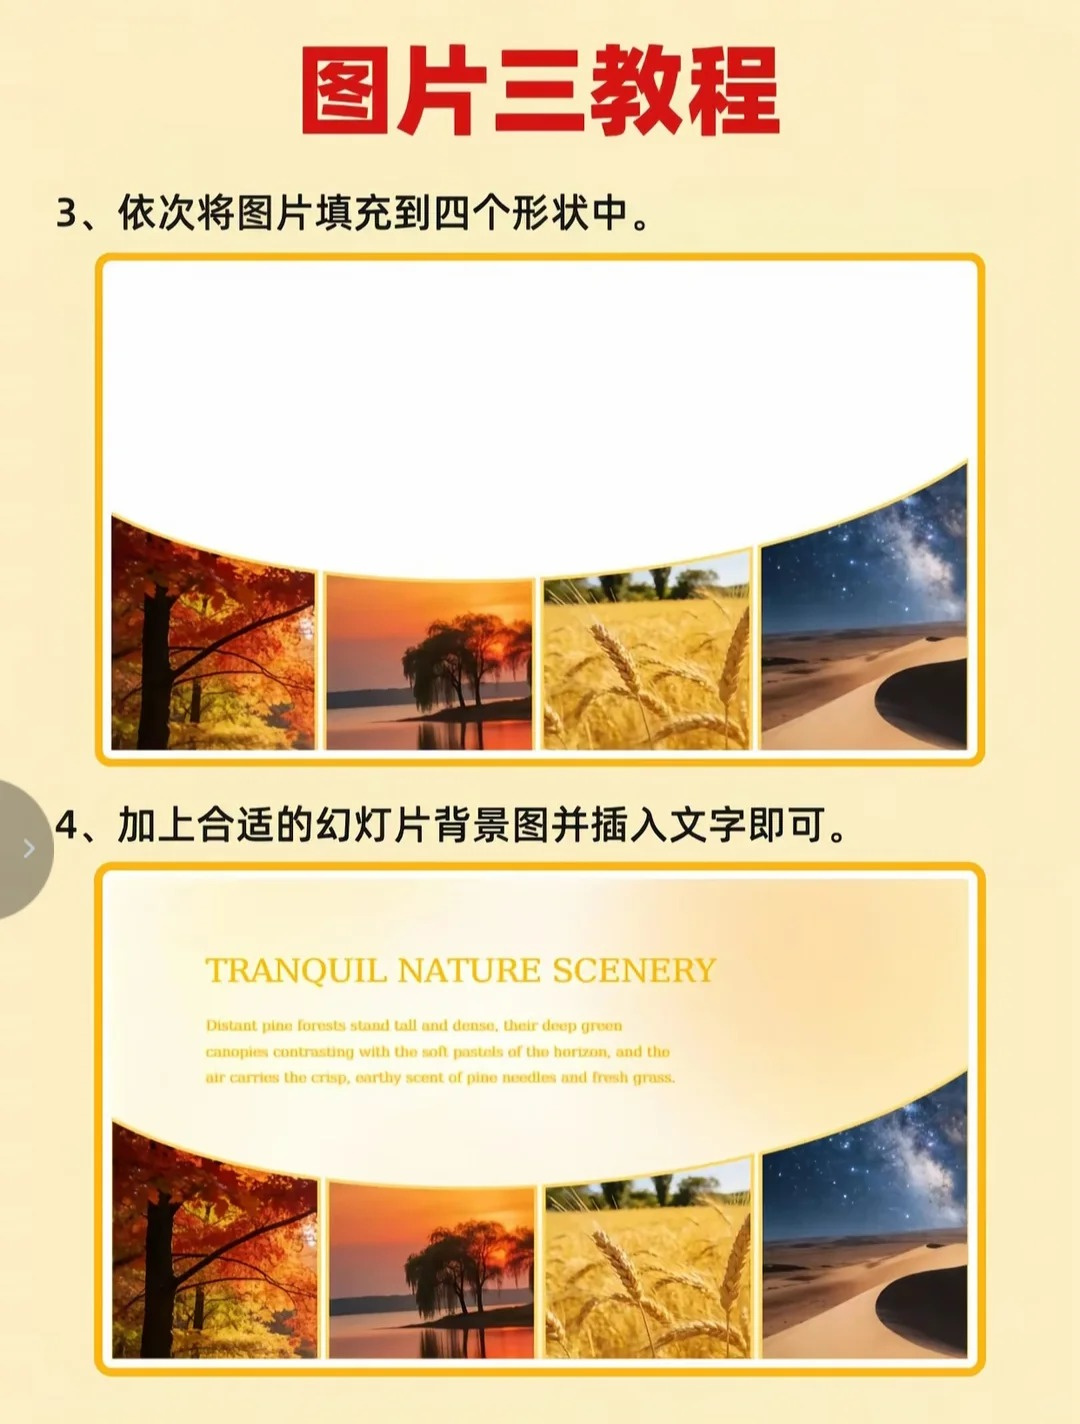 图片三教程
3、依次将图片填充到四个形状中。
4、加上合适的幻灯片背景图并插入文字即可。
TRANQUIL NATURE SCENERY
Distant pine forests stand tall and dense, their deep green
canopies contrasting with the soft pastels of the horizon, and the
air carries the crisp, earthy scent of pine needles and fresh grass.